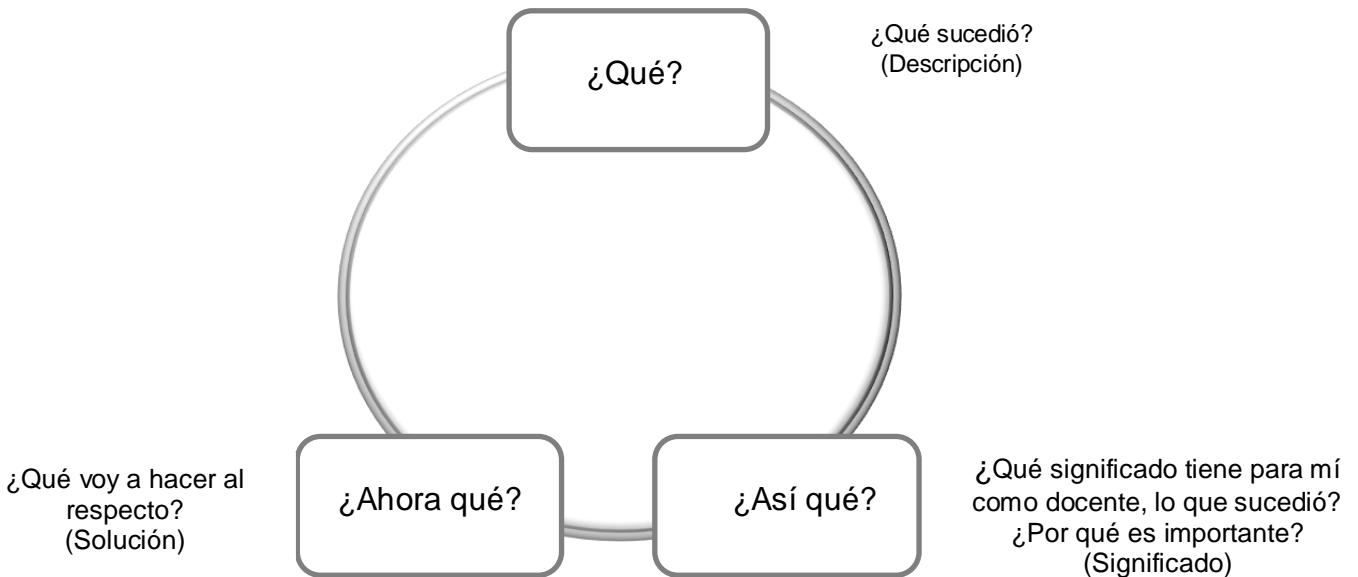 ¿Qué?
¿Qué sucedió?
(Descripción)
¿Así qué?
¿Qué significado tiene para mí
como docente, lo que sucedió?
¿Por qué es importante?
(Significado)
¿Ahora qué?
¿Qué voy a hacer al
respecto?
(Solución)